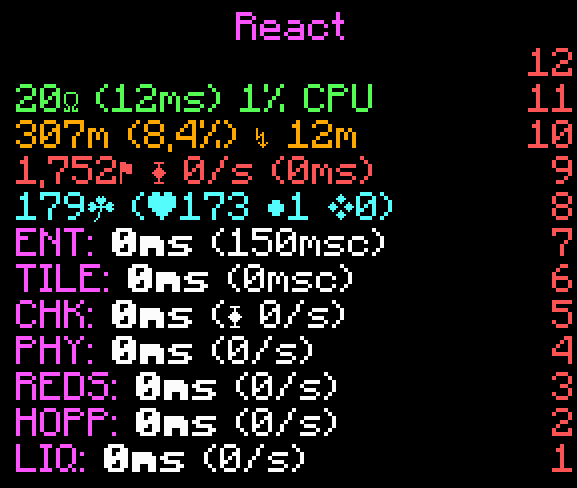 React
12
20Ω (12ms) 1% CPU 11
307m (8,4%) ↯ 12m 10
1,752⚑ ⌽ 0/s (0ms) 9
179☘ (♥173 ●1 ❖0) 8
ENT: 0ms (150msc) 7
TILE: 0ms (0msc) 6
CHK: 0ms (⌽ 0/s) 5
PHY: 0ms (0/s) 4
REDS: 0ms (0/s) 3
HOPP: 0ms (0/s) 2
LIQ: 0ms (0/s) 1